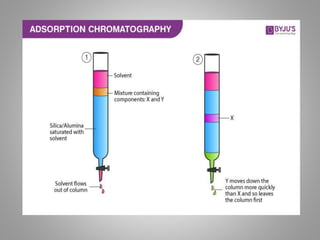 ADSORPTION CHROMATOGRAPHY
BYJU'S
1
2
Solvent
Mixture containing
components: X and Y
X
Silica/Alumina
saturated with
solvent
Solvent flows
out of column
Y moves down the
column more quickly
than X and so leaves
the column first